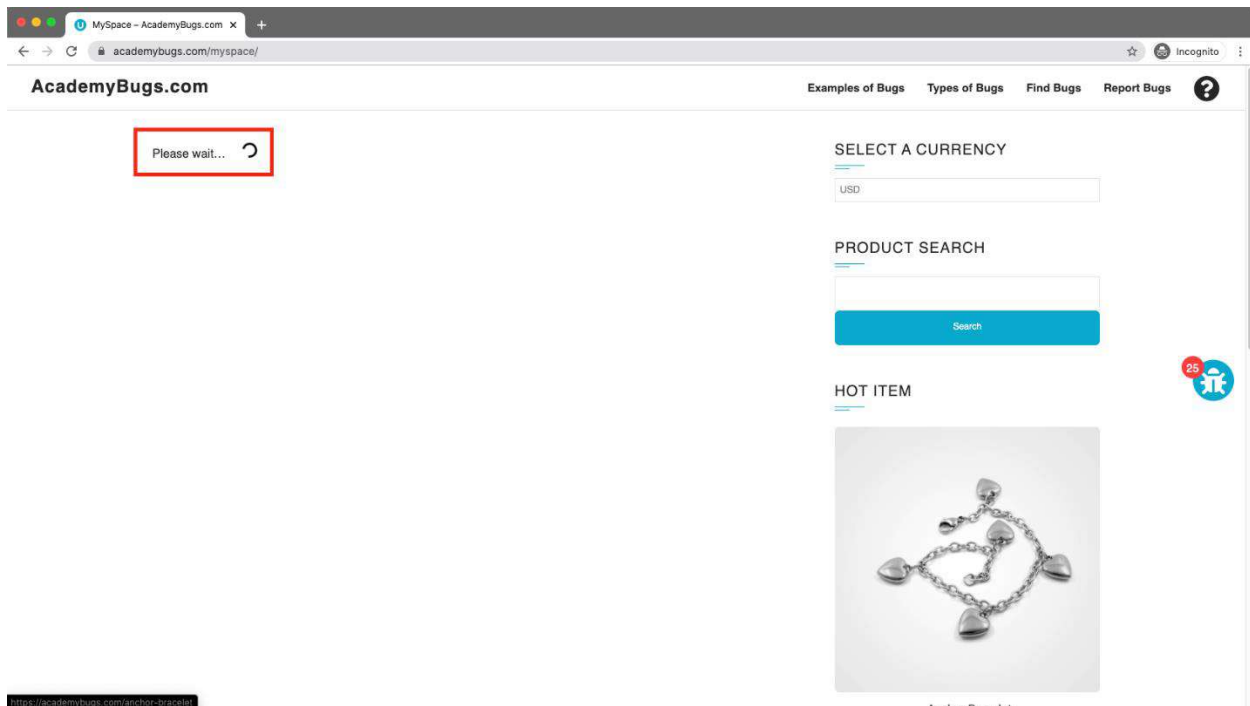 MySpace – AcademyBugs.com
academybugs.com/myspace/
Incognito
AcademyBugs.com
Examples of Bugs Types of Bugs Find Bugs Report Bugs ?
Please wait...
SELECT A CURRENCY
USD
PRODUCT SEARCH
Search
25
HOT ITEM
https://academybugs.com/anchor-bracelet